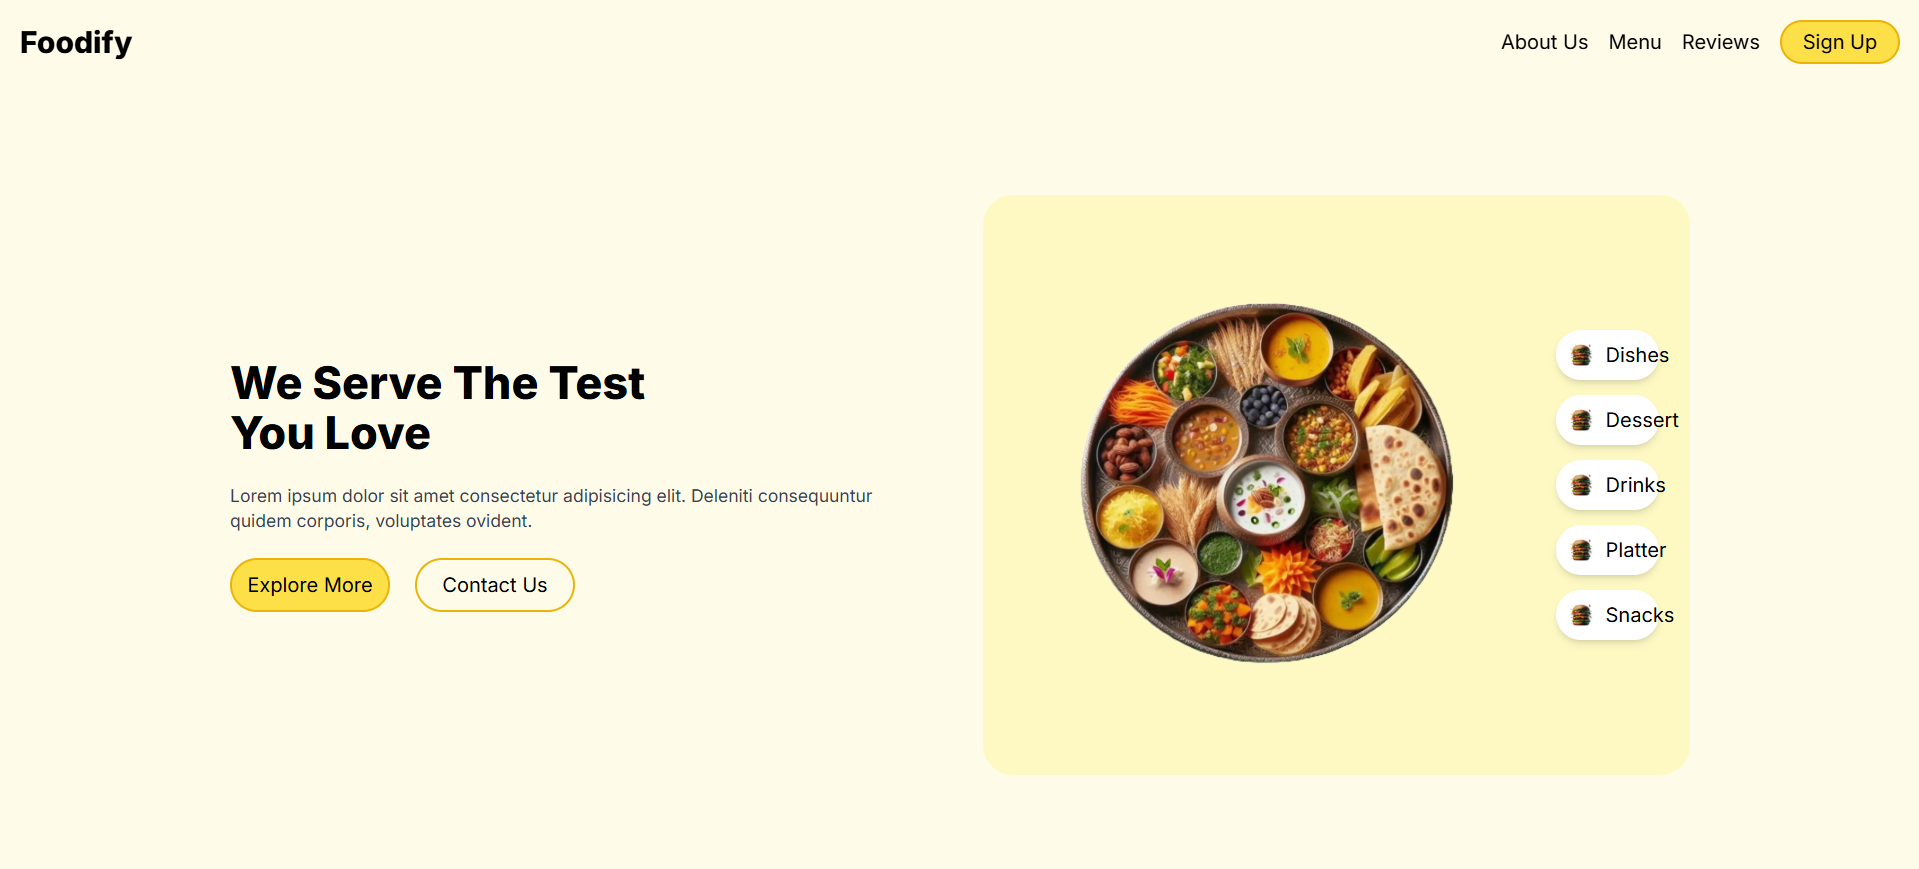 Foodify
About Us
Menu
Reviews
Sign Up
We Serve The Test
You Love
Lorem ipsum dolor sit amet consectetur adipisicing elit. Deleniti consequuntur
quidem corporis, voluptates ovident.
Explore More
Contact Us
Dishes
Dessert
Drinks
Platter
Snacks